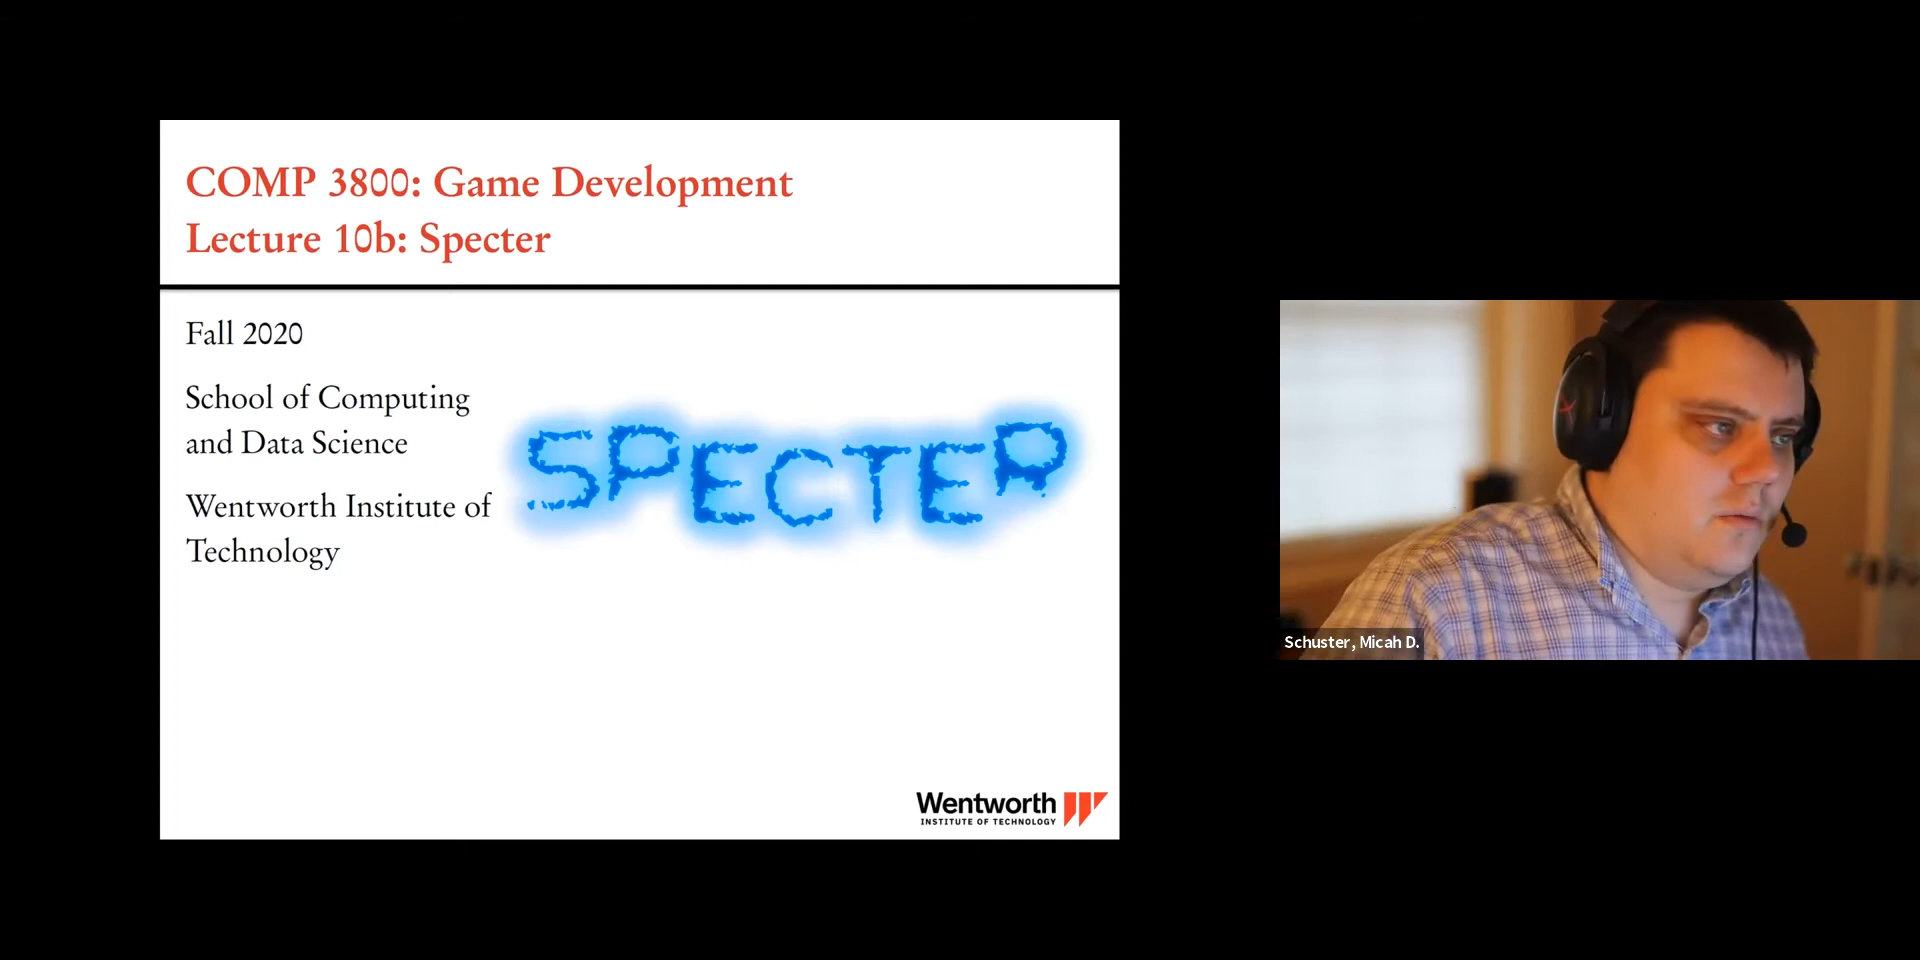 COMP 3800: Game Development
Lecture 10b: Specter
Fall 2020
School of Computing
and Data Science
Wentworth Institute of
Technology
SPECTER
Wentworth
INSTITUTE OF TECHNOLOGY
Schuster, Micah D.